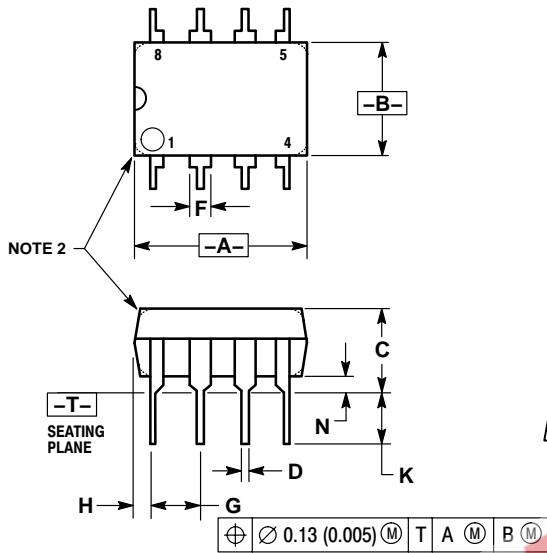 8 5
–B–
1 4
F
NOTE 2
–A–
C
–T–
N
SEATING
PLANE
D
K
H
G
⌖ ∅ 0.13 (0.005) Ⓜ T A Ⓜ B Ⓜ